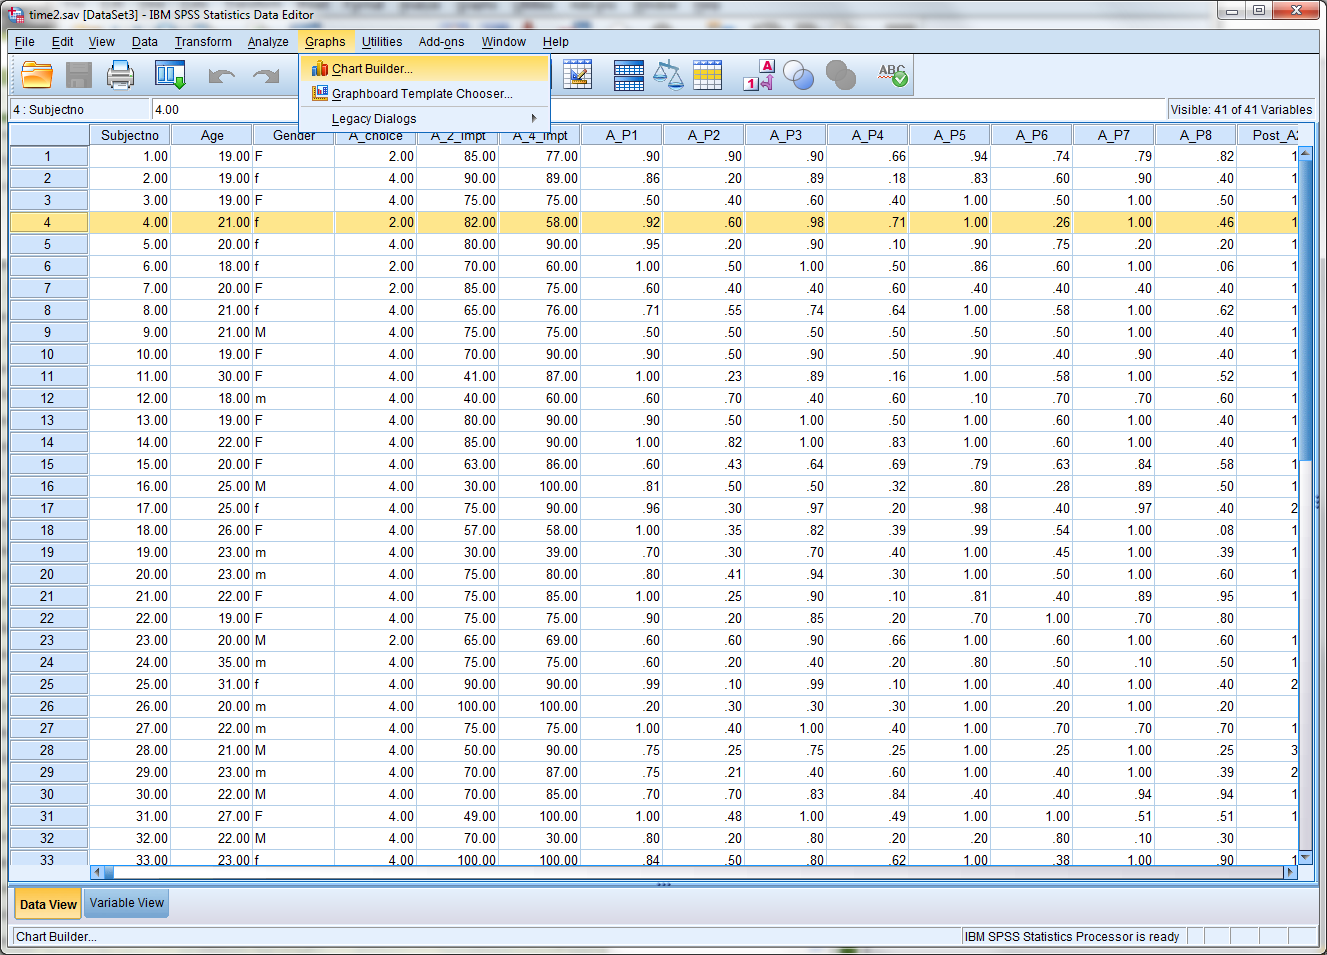 time2.sav [DataSet3] - IBM SPSS Statistics Data Editor
File Edit View Data Transform Analyze Graphs Utilities Add-ons Window Help
Chart Builder...
Graphboard Template Chooser...
Legacy Dialogs
1 A
ABC
4 : Subjectno 4.00 Visible: 41 of 41 Variables
Subjectno Age Gender A_choice A_2_impt A_4_impt A_P1 A_P2 A_P3 A_P4 A_P5 A_P6 A_P7 A_P8 Post_A2
1 1.00 19.00 F 2.00 85.00 77.00 .90 .90 .90 .66 .94 .74 .79 .82 1
2 2.00 19.00 f 4.00 90.00 89.00 .86 .20 .89 .18 .83 .60 .90 .40 1
3 3.00 19.00 F 4.00 75.00 75.00 .50 .40 .60 .40 1.00 .50 1.00 .50 1
4 4.00 21.00 f 2.00 82.00 58.00 .92 .60 .98 .71 1.00 .26 1.00 .46 1
5 5.00 20.00 f 4.00 80.00 90.00 .95 .20 .90 .10 .90 .75 .20 .20 1
6 6.00 18.00 f 2.00 70.00 60.00 1.00 .50 1.00 .50 .86 .60 1.00 .06 1
7 7.00 20.00 F 2.00 85.00 75.00 .60 .40 .40 .60 .40 .40 1.00 .40 1
8 8.00 21.00 f 4.00 65.00 76.00 .71 .55 .74 .64 1.00 .58 1.00 .62 1
9 9.00 21.00 M 4.00 75.00 75.00 .50 .50 .50 .50 .50 .50 1.00 .40 1
10 10.00 19.00 F 4.00 70.00 90.00 .90 .50 .90 .50 .90 .40 .90 .40 1
11 11.00 30.00 F 4.00 41.00 87.00 1.00 .23 .89 .16 1.00 .58 1.00 .52 1
12 12.00 18.00 m 4.00 40.00 60.00 .60 .70 .40 .60 .10 .70 .70 .60 1
13 13.00 19.00 F 4.00 80.00 90.00 .90 .50 1.00 .50 1.00 .60 1.00 .40 1
14 14.00 22.00 F 4.00 85.00 90.00 1.00 .82 1.00 .83 1.00 .60 1.00 .40 1
15 15.00 20.00 F 4.00 63.00 86.00 .60 .43 .64 .69 .79 .63 .84 .58 1
16 16.00 25.00 M 4.00 30.00 100.00 .81 .50 .50 .32 .80 .28 .89 .50 1
17 17.00 25.00 f 4.00 75.00 90.00 .96 .30 .97 .20 .98 .40 .97 .40 2
18 18.00 26.00 F 4.00 57.00 58.00 1.00 .35 .82 .39 .99 .54 1.00 .08 1
19 19.00 23.00 m 4.00 30.00 39.00 .70 .30 .70 .40 1.00 .45 1.00 .39 1
20 20.00 23.00 m 4.00 75.00 80.00 .80 .41 .94 .30 1.00 .50 1.00 .60 1
21 21.00 22.00 F 4.00 75.00 85.00 1.00 .25 .90 .10 .81 .40 .89 .95 1
22 22.00 19.00 F 4.00 75.00 75.00 .90 .20 .85 .20 .70 1.00 .70 .80
23 23.00 20.00 M 2.00 65.00 69.00 .60 .60 .90 .66 1.00 .60 1.00 .60 1
24 24.00 35.00 m 4.00 75.00 75.00 .60 .20 .40 .20 .80 .50 .10 .50 1
25 25.00 31.00 f 4.00 90.00 90.00 .99 .10 .99 .10 1.00 .40 1.00 .40 2
26 26.00 20.00 m 4.00 100.00 100.00 .20 .30 .30 .30 1.00 .20 1.00 .20
27 27.00 22.00 m 4.00 75.00 75.00 1.00 .40 1.00 .40 1.00 .70 .70 .70 1
28 28.00 21.00 M 4.00 50.00 90.00 .75 .25 .75 .25 1.00 .25 1.00 .25 3
29 29.00 23.00 m 4.00 70.00 87.00 .75 .21 .40 .60 1.00 .40 1.00 .39 2
30 30.00 22.00 M 4.00 70.00 85.00 .70 .70 .83 .84 .40 .40 .94 .94 1
31 31.00 27.00 F 4.00 49.00 100.00 1.00 .48 1.00 .49 1.00 1.00 .51 .51 1
32 32.00 22.00 M 4.00 70.00 30.00 .80 .20 .80 .20 .20 .80 .10 .30
33 33.00 23.00 f 4.00 100.00 100.00 .84 .50 .80 .62 1.00 .38 1.00 .90 1
Data View Variable View
Chart Builder... IBM SPSS Statistics Processor is ready